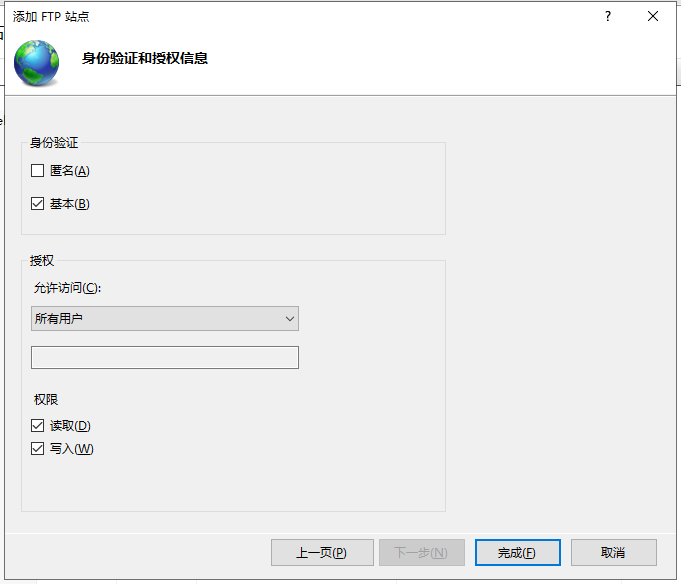 添加 FTP 站点
身份验证和授权信息
身份验证
匿名(A)
基本(B)
授权
允许访问(C):
所有用户
权限
读取(D)
写入(W)
上一页(P)
下一步(N)
完成(F)
取消